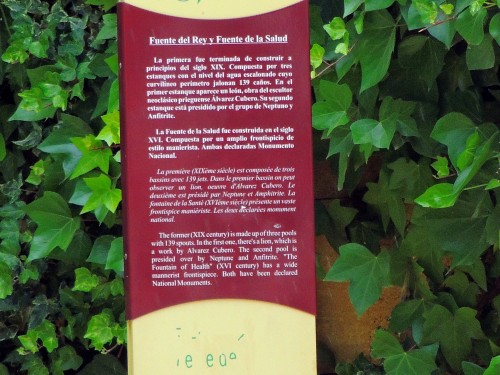 Fuente del Rey y Fuente de la Salud
La primera fue terminada de construir a
principios del siglo XIX. Compuesta por tres
estanques con el nivel del agua escalonado cuyo
curvilíneo perímetro jalonan 139 caños. En el
primer estanque aparece un león, obra del escultor
neoclásico prieguense Álvarez Cubero. Su segundo
estanque está presidido por el grupo de Neptuno y
Anfitrite.
La Fuente de la Salud fue construida en el siglo
XVI. Compuesta por un amplio frontispicio de
estilo manierista. Ambas declaradas Monumento
Nacional.
La première (XIXème siècle) est composée de trois
bassins avec 139 jets. Dans le premier bassin on peut
observer un lion, oeuvre d'Alvarez Cubero. Le
deuxième est présidé par Neptune et Amphitrite. La
fontaine de la Santé (XVIème siècle) présente un vaste
frontispice maniériste. Les deux déclarées monument
national.
The former (XIX century) is made up of three pools
with 139 spouts. In the first one, there's a lion, which is
a work by Alvarez Cubero. The second pool is
presided over by Neptune and Anfitrite. "The
Fountain of Health" (XVI century) has a wide
mannerist frontispiece. Both have been declared
National Monuments.